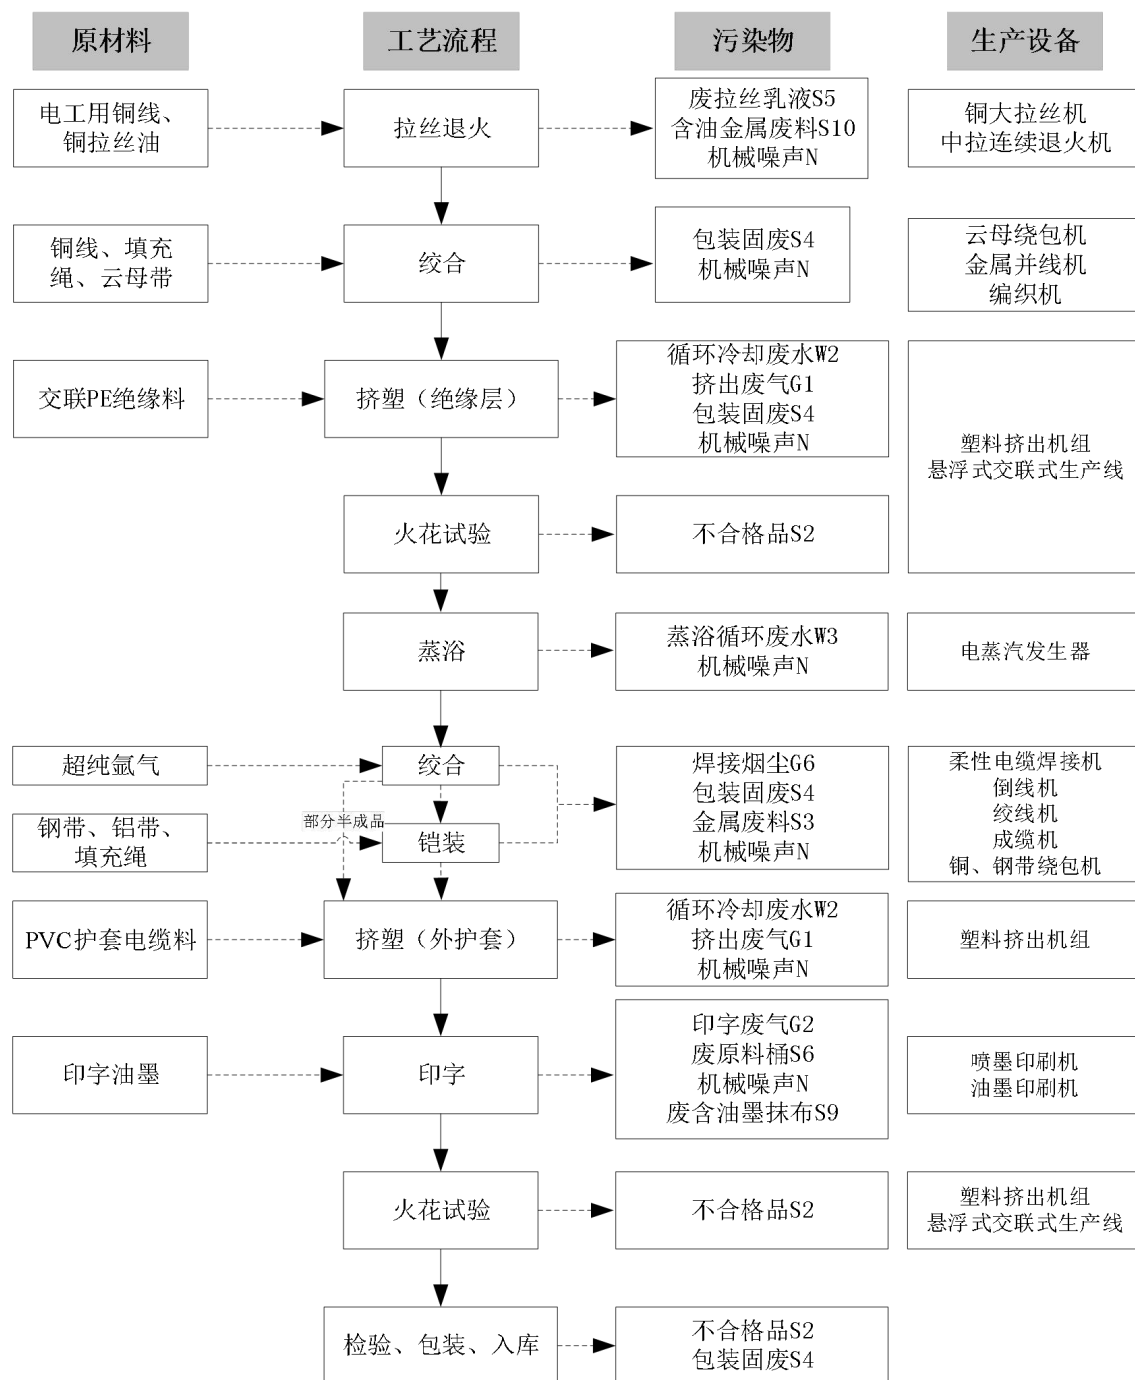 原材料
工艺流程
污染物
生产设备
电工用铜线、
铜拉丝油
拉丝退火
废拉丝乳液S5
含油金属废料S10
机械噪声N
铜大拉丝机
中拉连续退火机
铜线、填充
绳、云母带
绞合
包装固废S4
机械噪声N
云母绕包机
金属并线机
编织机
交联PE绝缘料
挤塑（绝缘层）
循环冷却废水W2
挤出废气G1
包装固废S4
机械噪声N
塑料挤出机组
悬浮式交联式生产线
火花试验
不合格品S2
蒸浴
蒸浴循环废水W3
机械噪声N
电蒸汽发生器
超纯氩气
绞合
部分半成品
钢带、铝带、
填充绳
铠装
焊接烟尘G6
包装固废S4
金属废料S3
机械噪声N
柔性电缆焊接机
倒线机
绞线机
成缆机
铜、钢带绕包机
PVC护套电缆料
挤塑（外护套）
循环冷却废水W2
挤出废气G1
机械噪声N
塑料挤出机组
印字油墨
印字
印字废气G2
废原料桶S6
机械噪声N
废含油墨抹布S9
喷墨印刷机
油墨印刷机
火花试验
不合格品S2
塑料挤出机组
悬浮式交联式生产线
检验、包装、入库
不合格品S2
包装固废S4